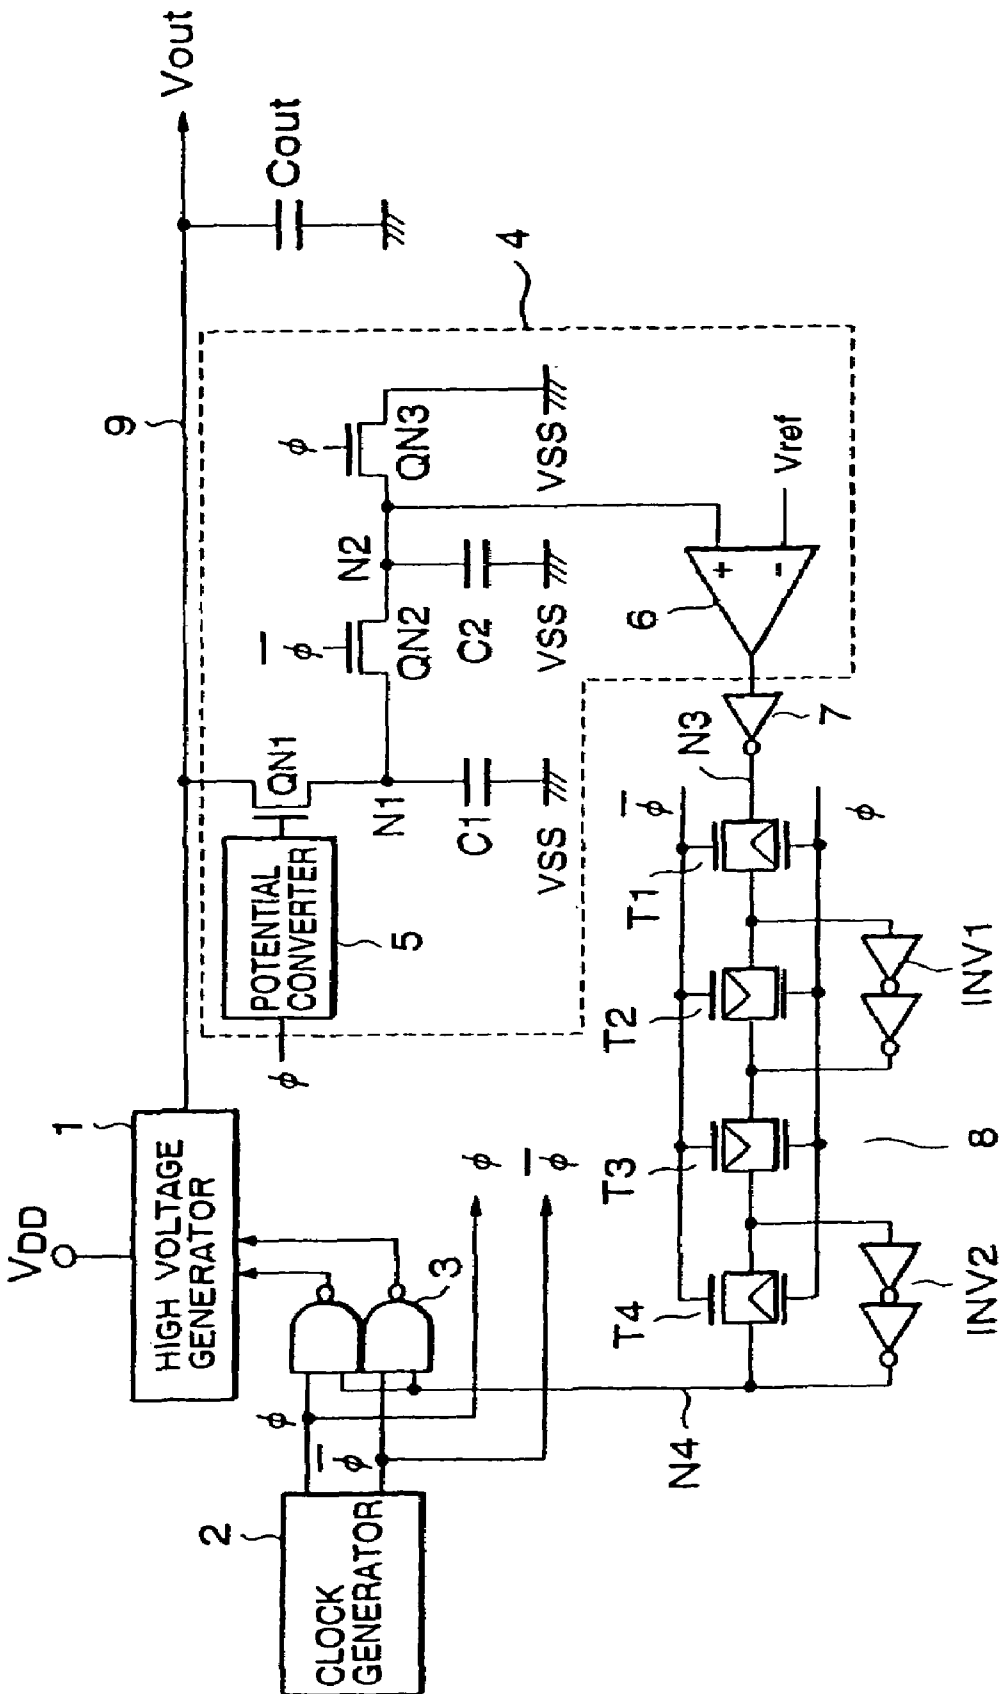 Vout
Cout
9
4
VDD
1
HIGH VOLTAGE
GENERATOR
POTENTIAL
CONVERTER
5
ϕ
QN1
N1
C1
VSS
ϕ̅
QN2
N2
C2
VSS
ϕ
QN3
VSS
6
+
-
Vref
7
N3
2
CLOCK
GENERATOR
ϕ
ϕ̅
3
ϕ
ϕ̅
N4
T4
T3
T2
T1
ϕ̅
ϕ
8
INV2
INV1